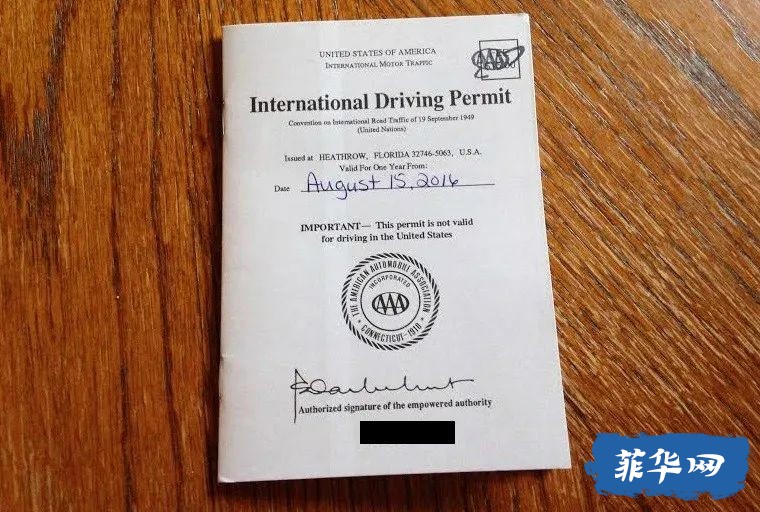 UNITED STATES OF AMERICA
INTERNATIONAL MOTOR TRAFFIC
International Driving Permit
Convention on International Road Traffic of 19 September 1949
(United Nations)
Issued at HEATHROW, FLORIDA 32746-5063, U.S.A.
Valid For One Year From:
Date August 15, 2016
IMPORTANT— This permit is not valid
for driving in the United States
THE AMERICAN AUTOMOBILE ASSOCIATION
INCORPORATED
AAA
* CONNECTICUT-1910 *
Authorized signature of the empowered authority
菲华网